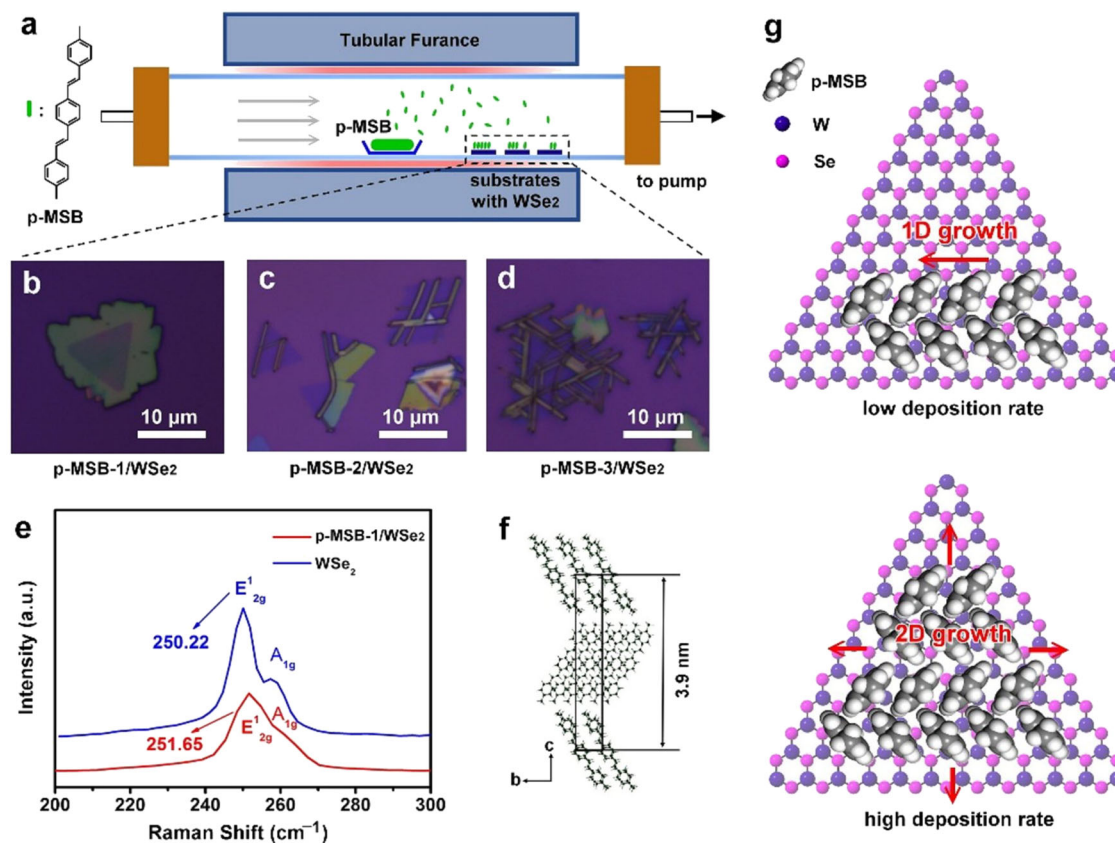 a
Tubular Furance
p-MSB
p-MSB
substrates
with WSe2
to pump
b
10 µm
p-MSB-1/WSe2
c
10 µm
p-MSB-2/WSe2
d
10 µm
p-MSB-3/WSe2
e
p-MSB-1/WSe2
WSe2
E¹2g
250.22
A1g
A1g
E¹2g
251.65
Intensity (a.u.)
200 220 240 260 280 300
Raman Shift (cm⁻¹)
f
3.9 nm
c
b
g
p-MSB
W
Se
1D growth
low deposition rate
2D growth
high deposition rate